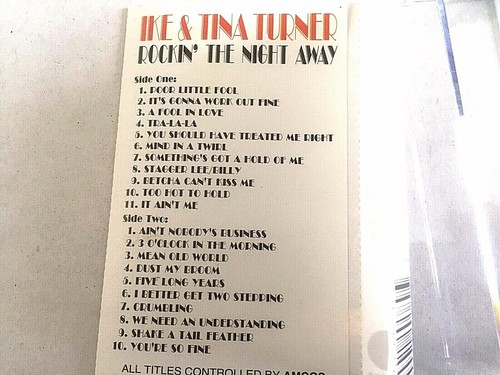 IKE & TINA TURNER
ROCKIN' THE NIGHT AWAY
Side One:
1. POOR LITTLE FOOL
2. IT'S GONNA WORK OUT FINE
3. A FOOL IN LOVE
4. TRA-LA-LA
5. YOU SHOULD HAVE TREATED ME RIGHT
6. MIND IN A TWIRL
7. SOMETHING'S GOT A HOLD OF ME
8. STAGGER LEE/BILLY
9. BETCHA CAN'T KISS ME
10. TOO HOT TO HOLD
11. IT AIN'T ME
Side Two:
1. AIN'T NOBODY'S BUSINESS
2. 3 O'CLOCK IN THE MORNING
3. MEAN OLD WORLD
4. DUST MY BROOM
5. FIVE LONG YEARS
6. I BETTER GET TWO STEPPING
7. CRUMBLING
8. WE NEED AN UNDERSTANDING
9. SHAKE A TAIL FEATHER
10. YOU'RE SO FINE
ALL TITLES CONTROLLED BY AMCOS